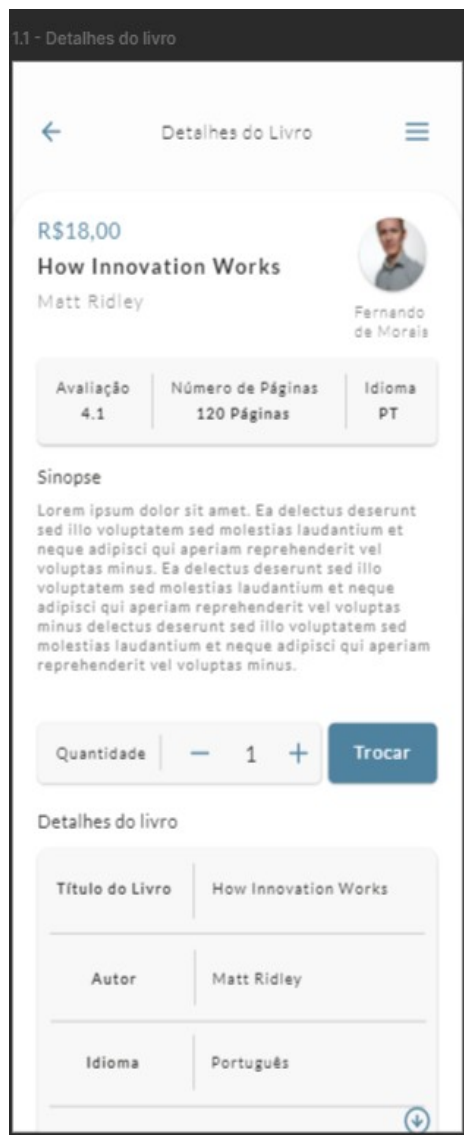 1.1 - Detalhes do livro
Detalhes do Livro
R$18,00
How Innovation Works
Matt Ridley
Fernando
de Morais
Avaliação
4.1
Número de Páginas
120 Páginas
Idioma
PT
Sinopse
Lorem ipsum dolor sit amet. Ea delectus deserunt
sed illo voluptatem sed molestias laudantium et
neque adipisci qui aperiam reprehenderit vel
voluptas minus. Ea delectus deserunt sed illo
voluptatem sed molestias laudantium et neque
adipisci qui aperiam reprehenderit vel voluptas
minus delectus deserunt sed illo voluptatem sed
molestias laudantium et neque adipisci qui aperiam
reprehenderit vel voluptas minus.
Quantidade
1
Trocar
Detalhes do livro
Título do Livro
How Innovation Works
Autor
Matt Ridley
Idioma
Português